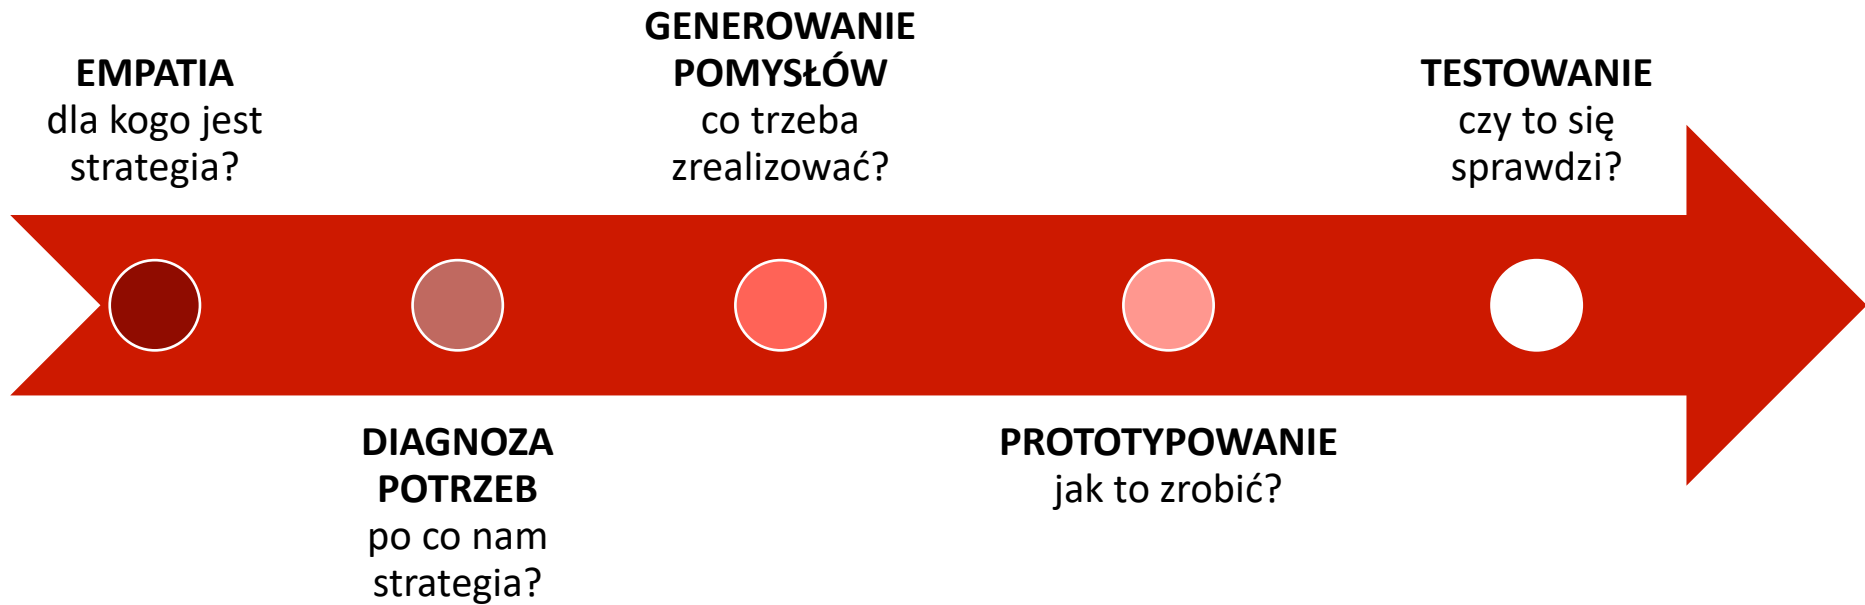 EMPATIA
dla kogo jest
strategia?
DIAGNOZA
POTRZEB
po co nam
strategia?
GENEROWANIE
POMYSŁÓW
co trzeba
zrealizować?
PROTOTYPOWANIE
jak to zrobić?
TESTOWANIE
czy to się
sprawdzi?